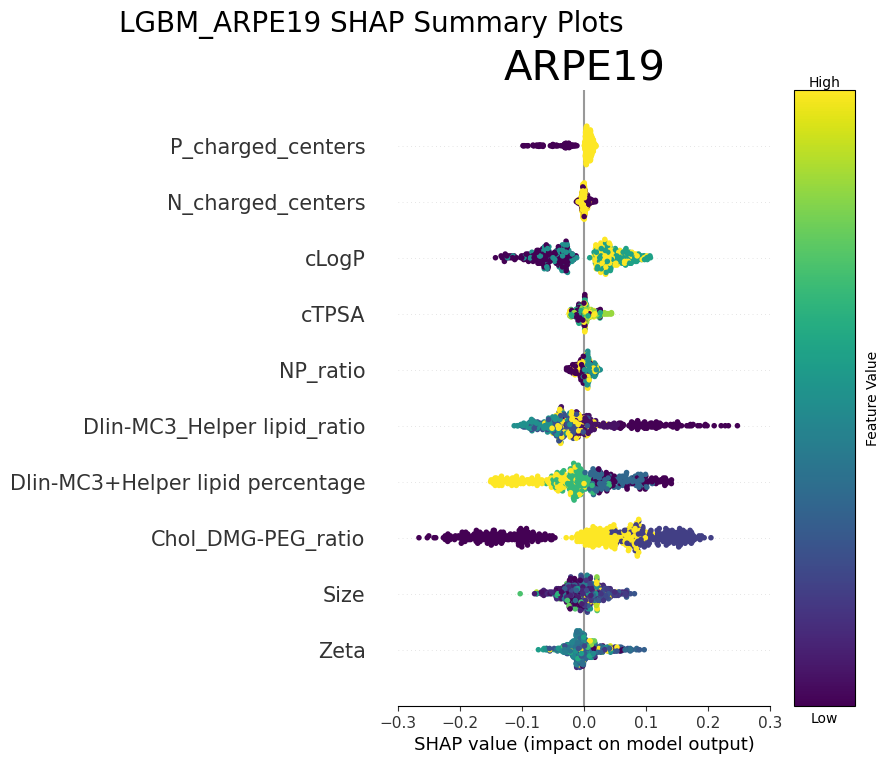 LGBM_ARPE19 SHAP Summary Plots
ARPE19
High
P_charged_centers
N_charged_centers
cLogP
cTPSA
NP_ratio
Dlin-MC3_Helper lipid_ratio
Dlin-MC3+Helper lipid percentage
Chol_DMG-PEG_ratio
Size
Zeta
Feature Value
Low
−0.3 −0.2 −0.1 0.0 0.1 0.2 0.3
SHAP value (impact on model output)